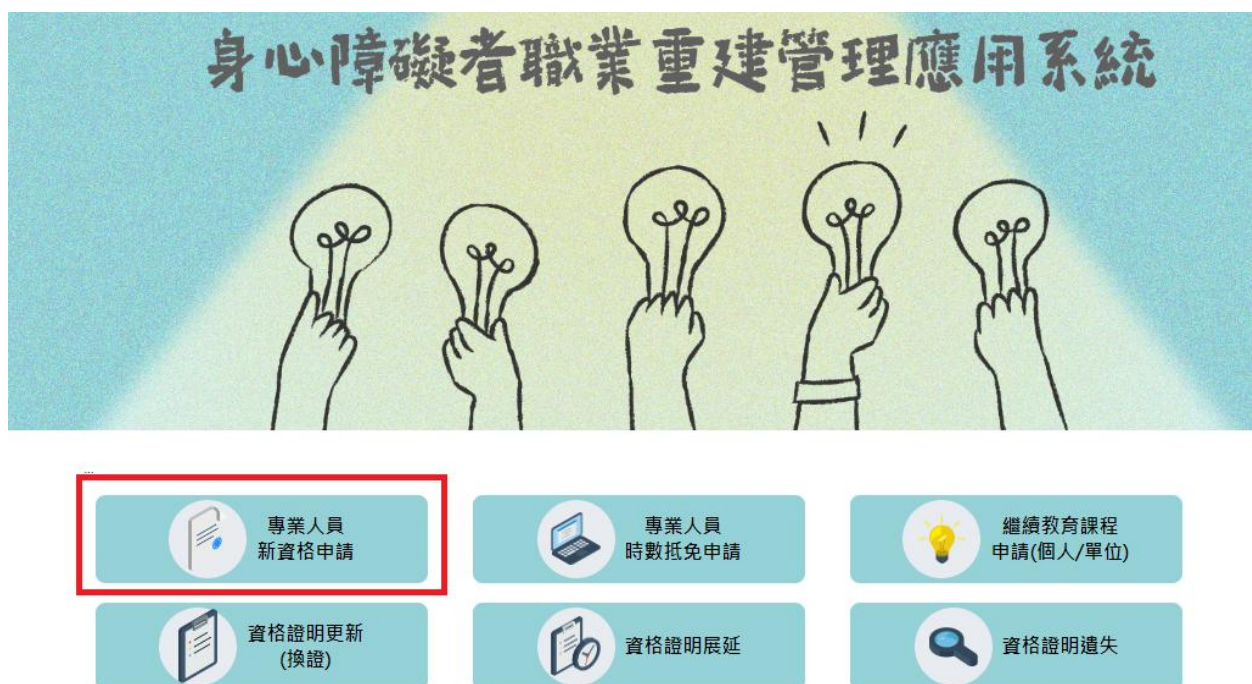 身心障礙者職業重建管理應用系統
...
專業人員
新資格申請
專業人員
時數抵免申請
繼續教育課程
申請(個人/單位)
資格證明更新
(換證)
資格證明展延
資格證明遺失